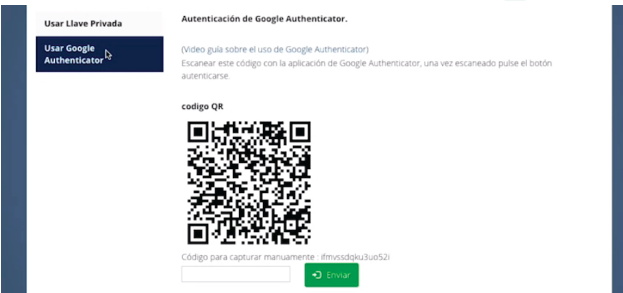 Usar Llave Privada
Usar Google
Authenticator
Autenticación de Google Authenticator.
(Video guía sobre el uso de Google Authenticator)
Escanear este código con la aplicación de Google Authenticator, una vez escaneado pulse el botón
autenticarse.
codigo QR
Código para capturar manualmente :
Enviar